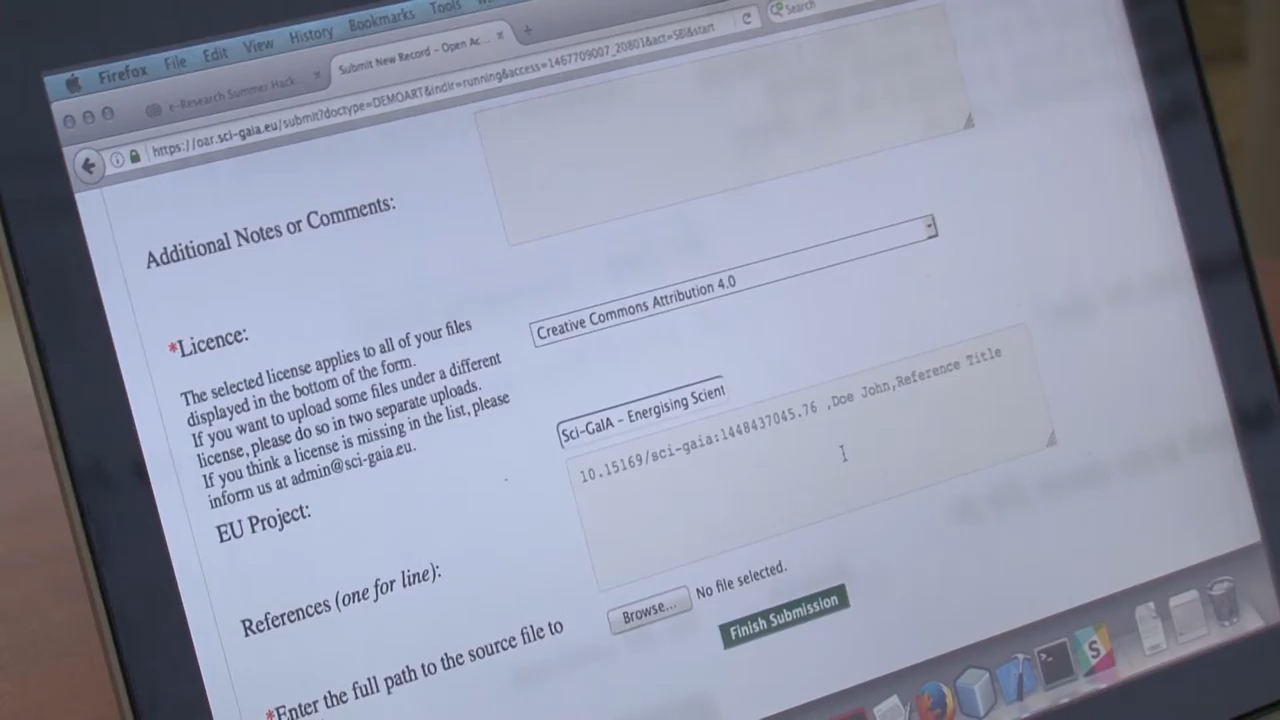 Firefox File Edit View History Bookmarks Tools
e-Research Summer Hack...
Submit New Record – Open Ac...
https://oar.sci-gaia.eu/submit?doctype=DEMOART&indir=running&access=1467709007_20801&act=SBI&start
Search
Additional Notes or Comments:
*Licence:
Creative Commons Attribution 4.0
The selected license applies to all of your files
displayed in the bottom of the form.
If you want to upload some files under a different
license, please do so in two separate uploads.
If you think a license is missing in the list, please
inform us at admin@sci-gaia.eu.
EU Project:
Sci-GaIA – Energising Scient
References (one for line):
10.15169/sci-gaia:1448437045.76 ,Doe John,Reference Title
*Enter the full path to the source file to
Browse... No file selected.
Finish Submission